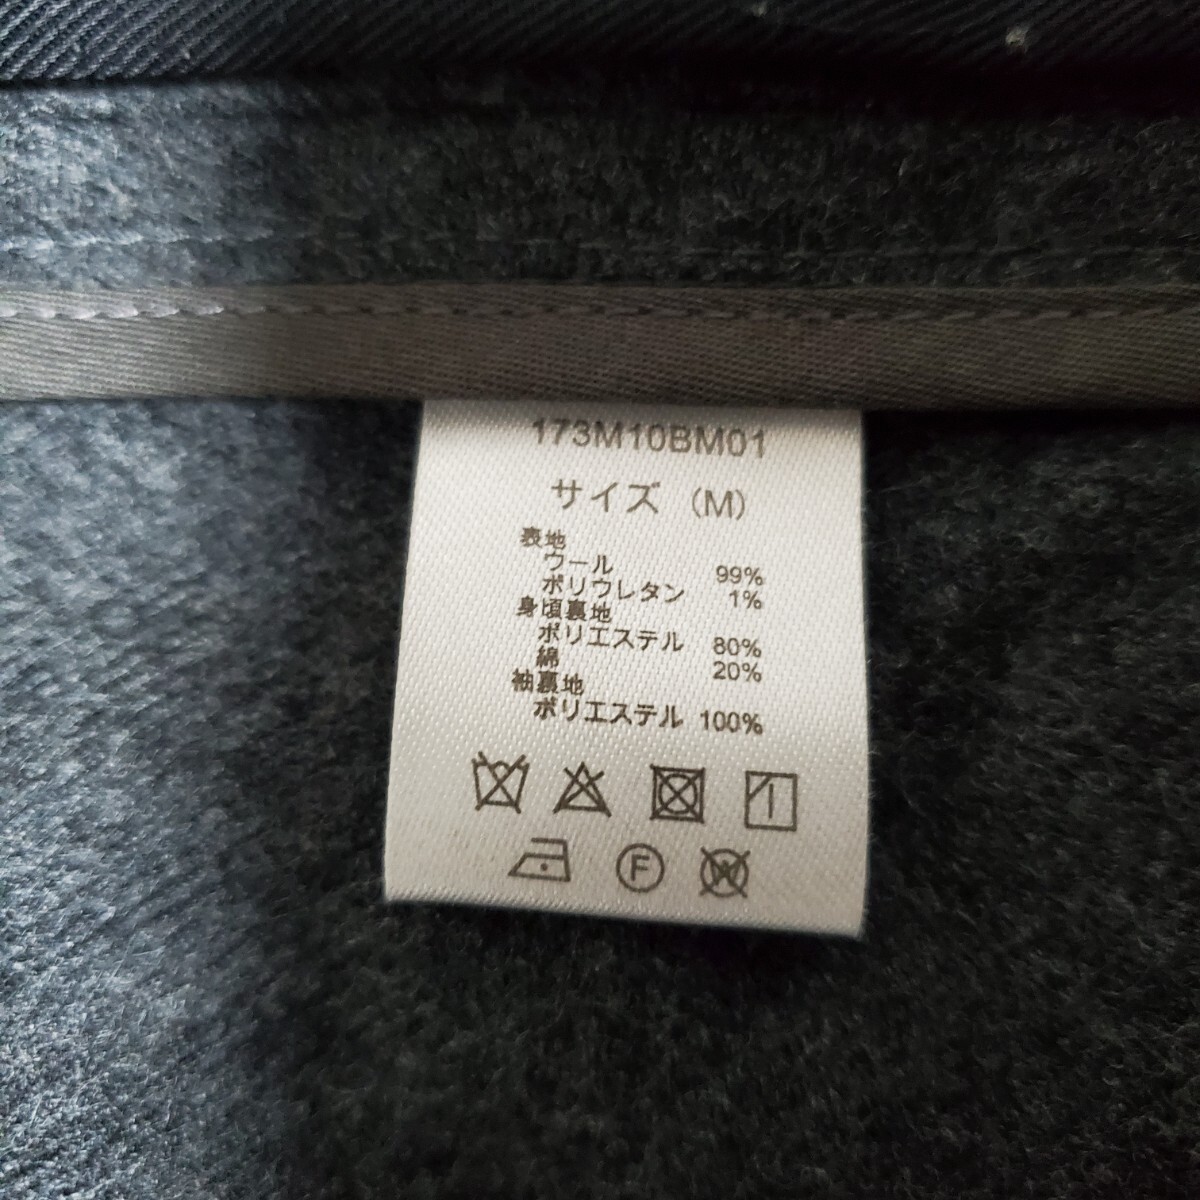 173M10BM01
サイズ (M)
表地
ウール 99%
ポリウレタン 1%
身頃裏地
ポリエステル 80%
綿 20%
袖裏地
ポリエステル 100%
F
W